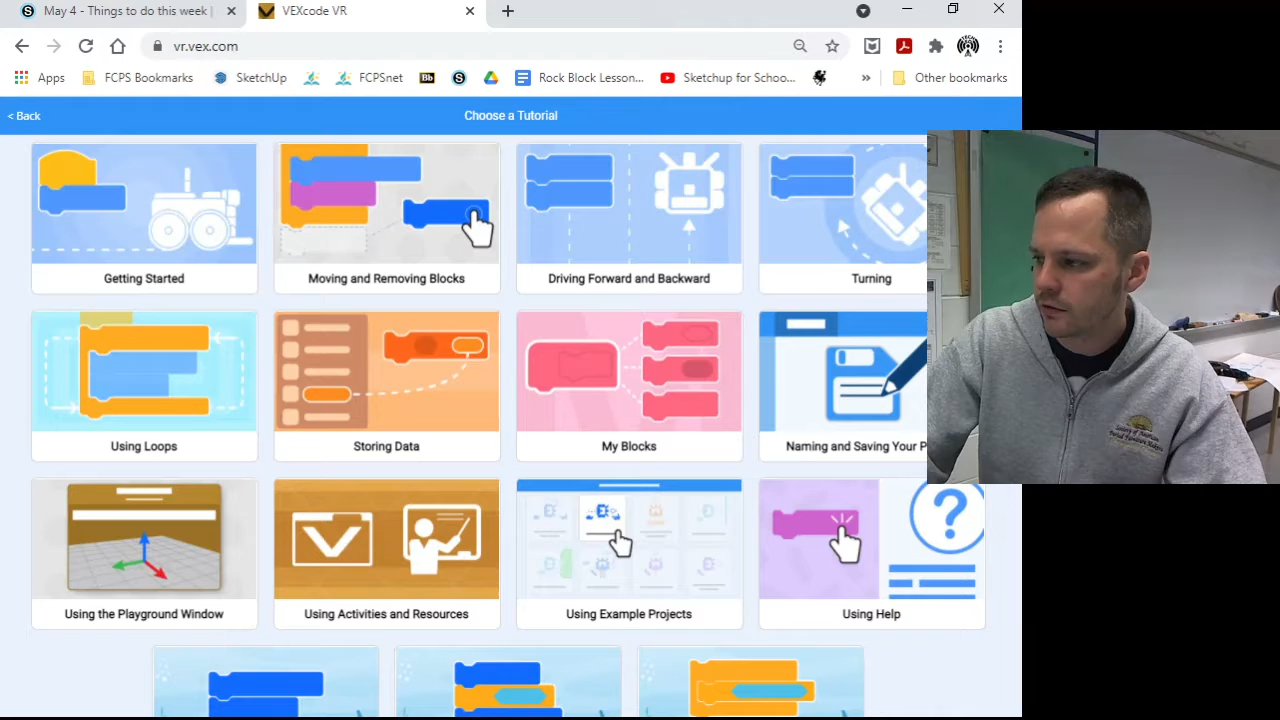 May 4 - Things to do this week |
VEXcode VR
vr.vex.com
Apps
FCPS Bookmarks
SketchUp
FCPSnet
Bb
Rock Block Lesson...
Sketchup for Schoo...
»
Other bookmarks
< Back
Choose a Tutorial
Getting Started
Moving and Removing Blocks
Driving Forward and Backward
Turning
Using Loops
Storing Data
My Blocks
Naming and Saving Your P
Using the Playground Window
Using Activities and Resources
Using Example Projects
Using Help